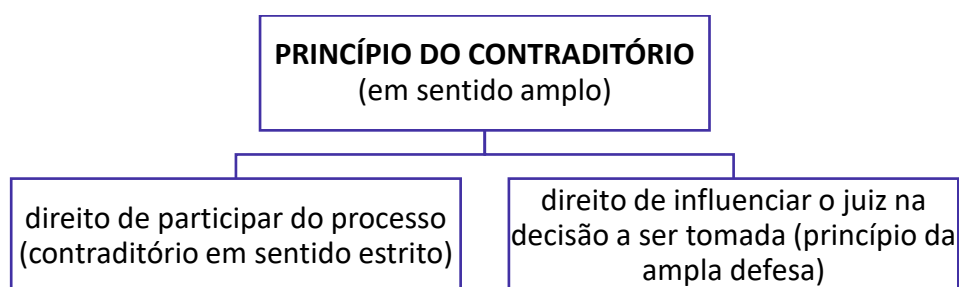 PRINCÍPIO DO CONTRADITÓRIO
(em sentido amplo)
direito de participar do processo
(contraditório em sentido estrito)
direito de influenciar o juiz na
decisão a ser tomada (princípio da
ampla defesa)